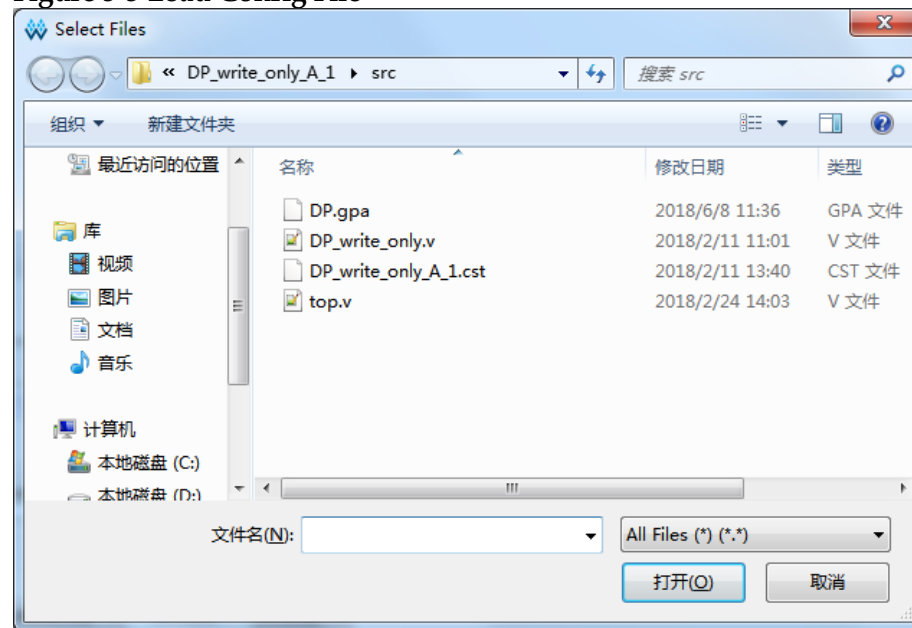 Select Files
« DP_write_only_A_1 ▸ src
搜索 src
组织 ▼ 新建文件夹
最近访问的位置
库
视频
图片
文档
音乐
计算机
本地磁盘 (C:)
本地磁盘 (D:)
名称 修改日期 类型
DP.gpa 2018/6/8 11:36 GPA 文件
DP_write_only.v 2018/2/11 11:01 V 文件
DP_write_only_A_1.cst 2018/2/11 13:40 CST 文件
top.v 2018/2/24 14:03 V 文件
文件名(N): All Files (*) (*.*)
打开(O) 取消